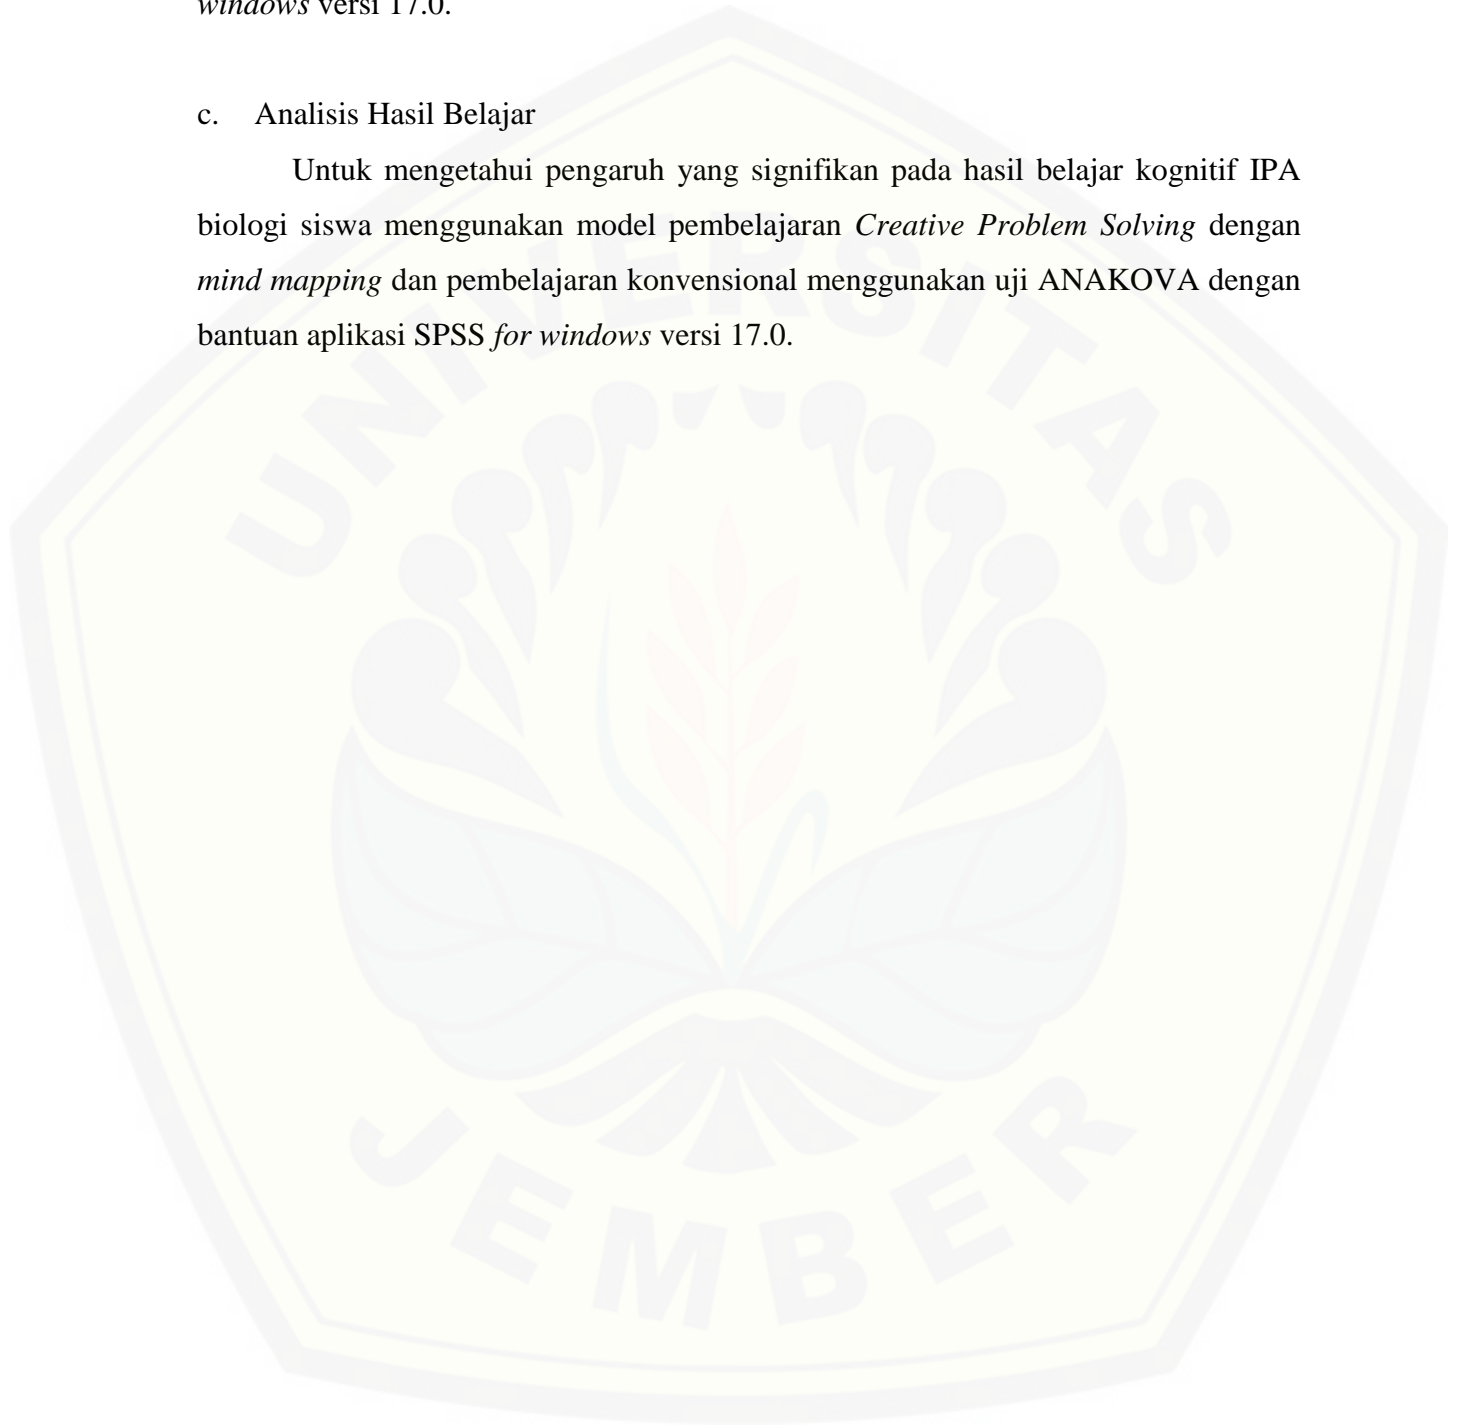 windows versi 17.0.
c. Analisis Hasil Belajar
Untuk mengetahui pengaruh yang signifikan pada hasil belajar kognitif IPA
biologi siswa menggunakan model pembelajaran Creative Problem Solving dengan
mind mapping dan pembelajaran konvensional menggunakan uji ANAKOVA dengan
bantuan aplikasi SPSS for windows versi 17.0.
UNIVERSITAS
JEMBER